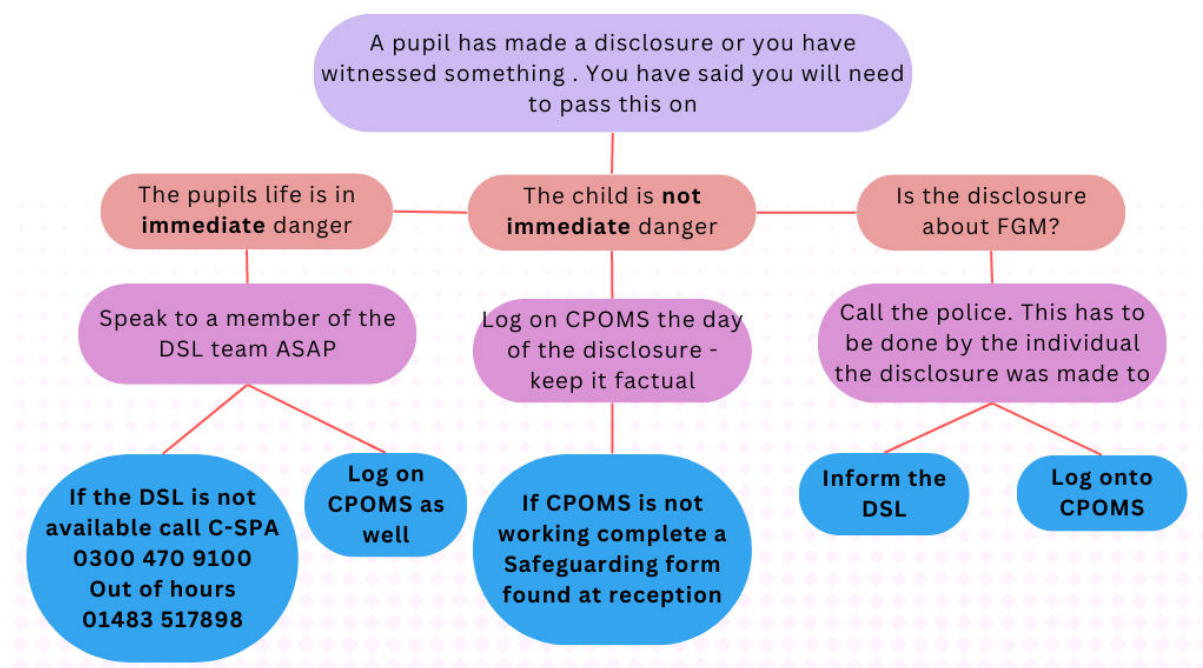 A pupil has made a disclosure or you have
witnessed something . You have said you will need
to pass this on
The pupils life is in
immediate danger
The child is not
immediate danger
Is the disclosure
about FGM?
Speak to a member of the
DSL team ASAP
Log on CPOMS the day
of the disclosure -
keep it factual
Call the police. This has to
be done by the individual
the disclosure was made to
If the DSL is not
available call C-SPA
0300 470 9100
Out of hours
01483 517898
Log on
CPOMS as
well
If CPOMS is not
working complete a
Safeguarding form
found at reception
Inform the
DSL
Log onto
CPOMS